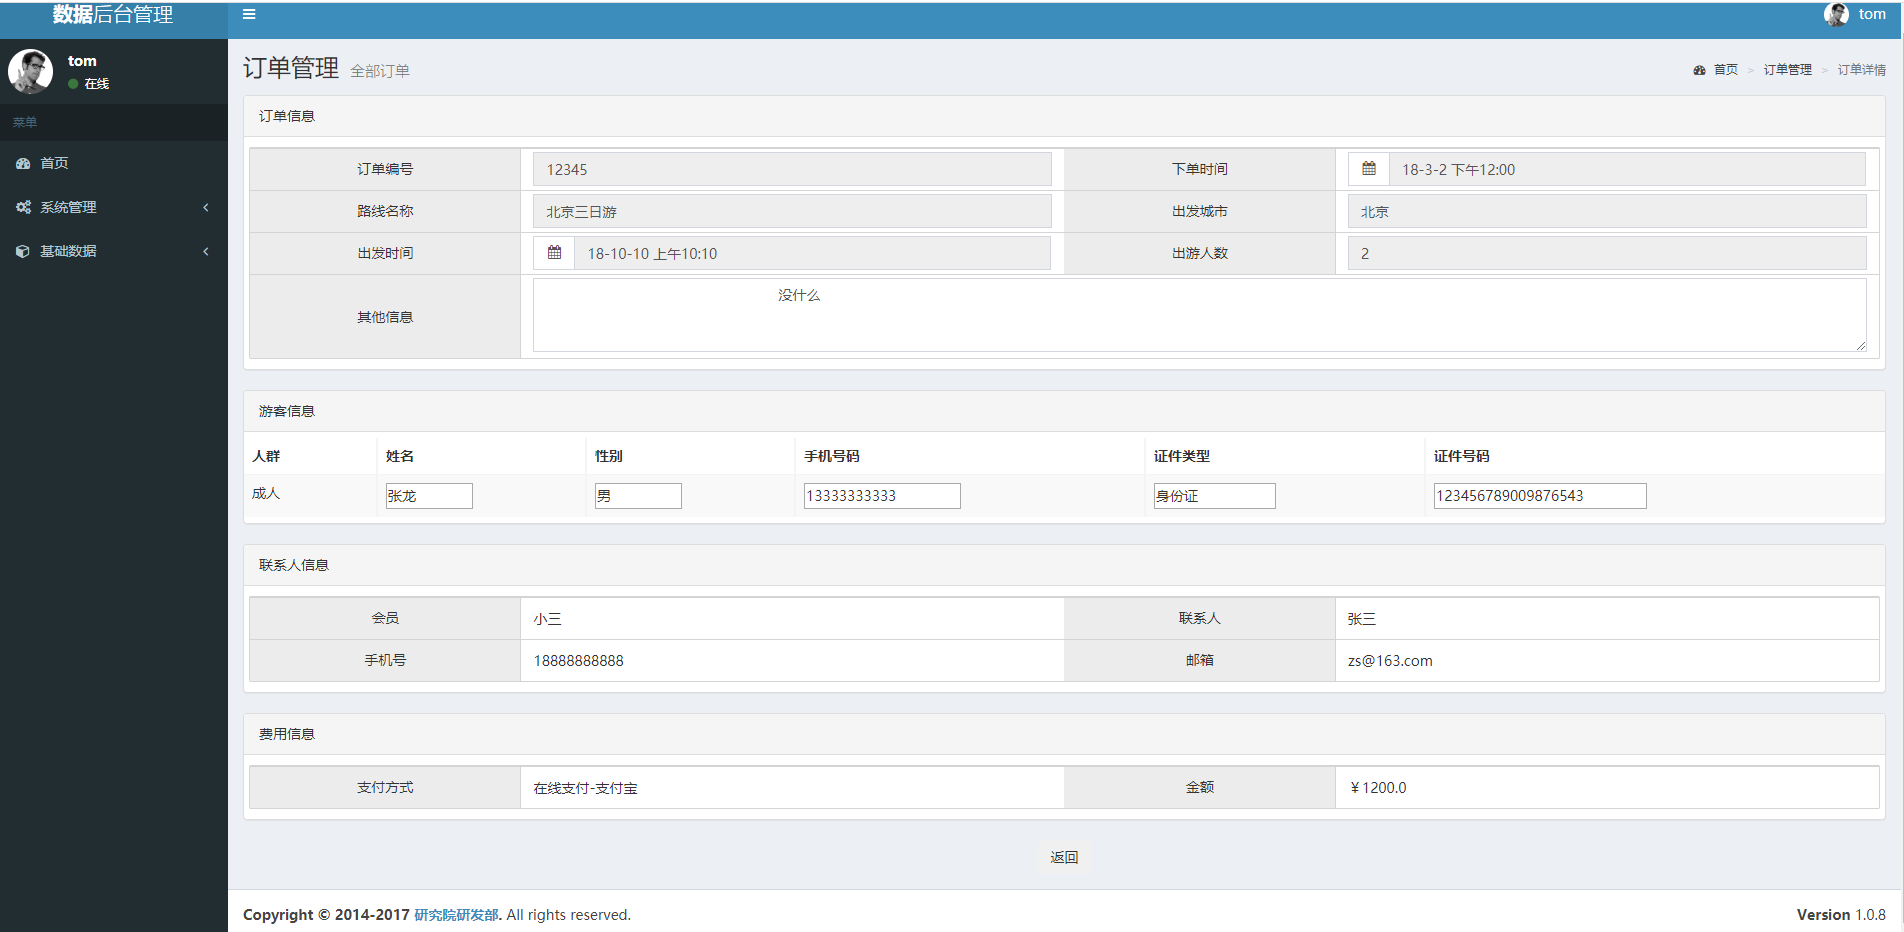 数据后台管理
tom
tom
在线
菜单
首页
系统管理
基础数据
订单管理 全部订单
首页 > 订单管理 > 订单详情
订单信息
订单编号 12345 下单时间 18-3-2 下午12:00
路线名称 北京三日游 出发城市 北京
出发时间 18-10-10 上午10:10 出游人数 2
其他信息 没什么
游客信息
人群 姓名 性别 手机号码 证件类型 证件号码
成人 张龙 男 13333333333 身份证 123456789009876543
联系人信息
会员 小三 联系人 张三
手机号 18888888888 邮箱 zs@163.com
费用信息
支付方式 在线支付-支付宝 金额 ￥1200.0
返回
Copyright © 2014-2017 研究院研发部. All rights reserved.
Version 1.0.8